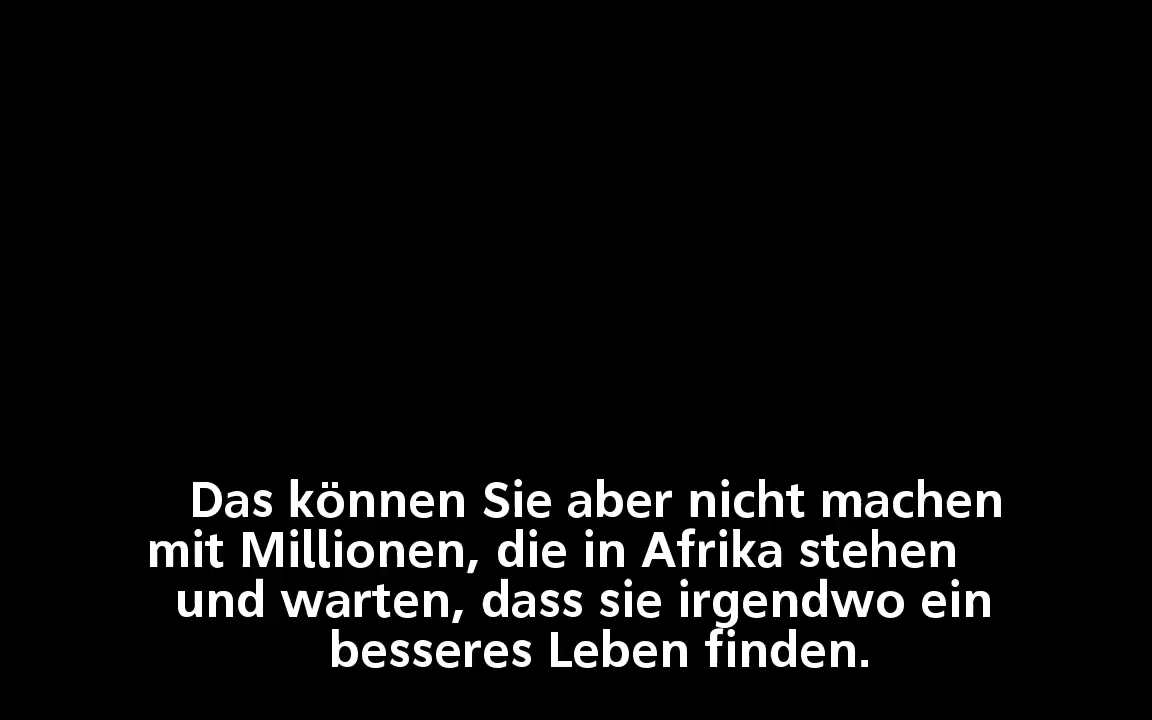 Das können Sie aber nicht machen
mit Millionen, die in Afrika stehen
und warten, dass sie irgendwo ein
besseres Leben finden.